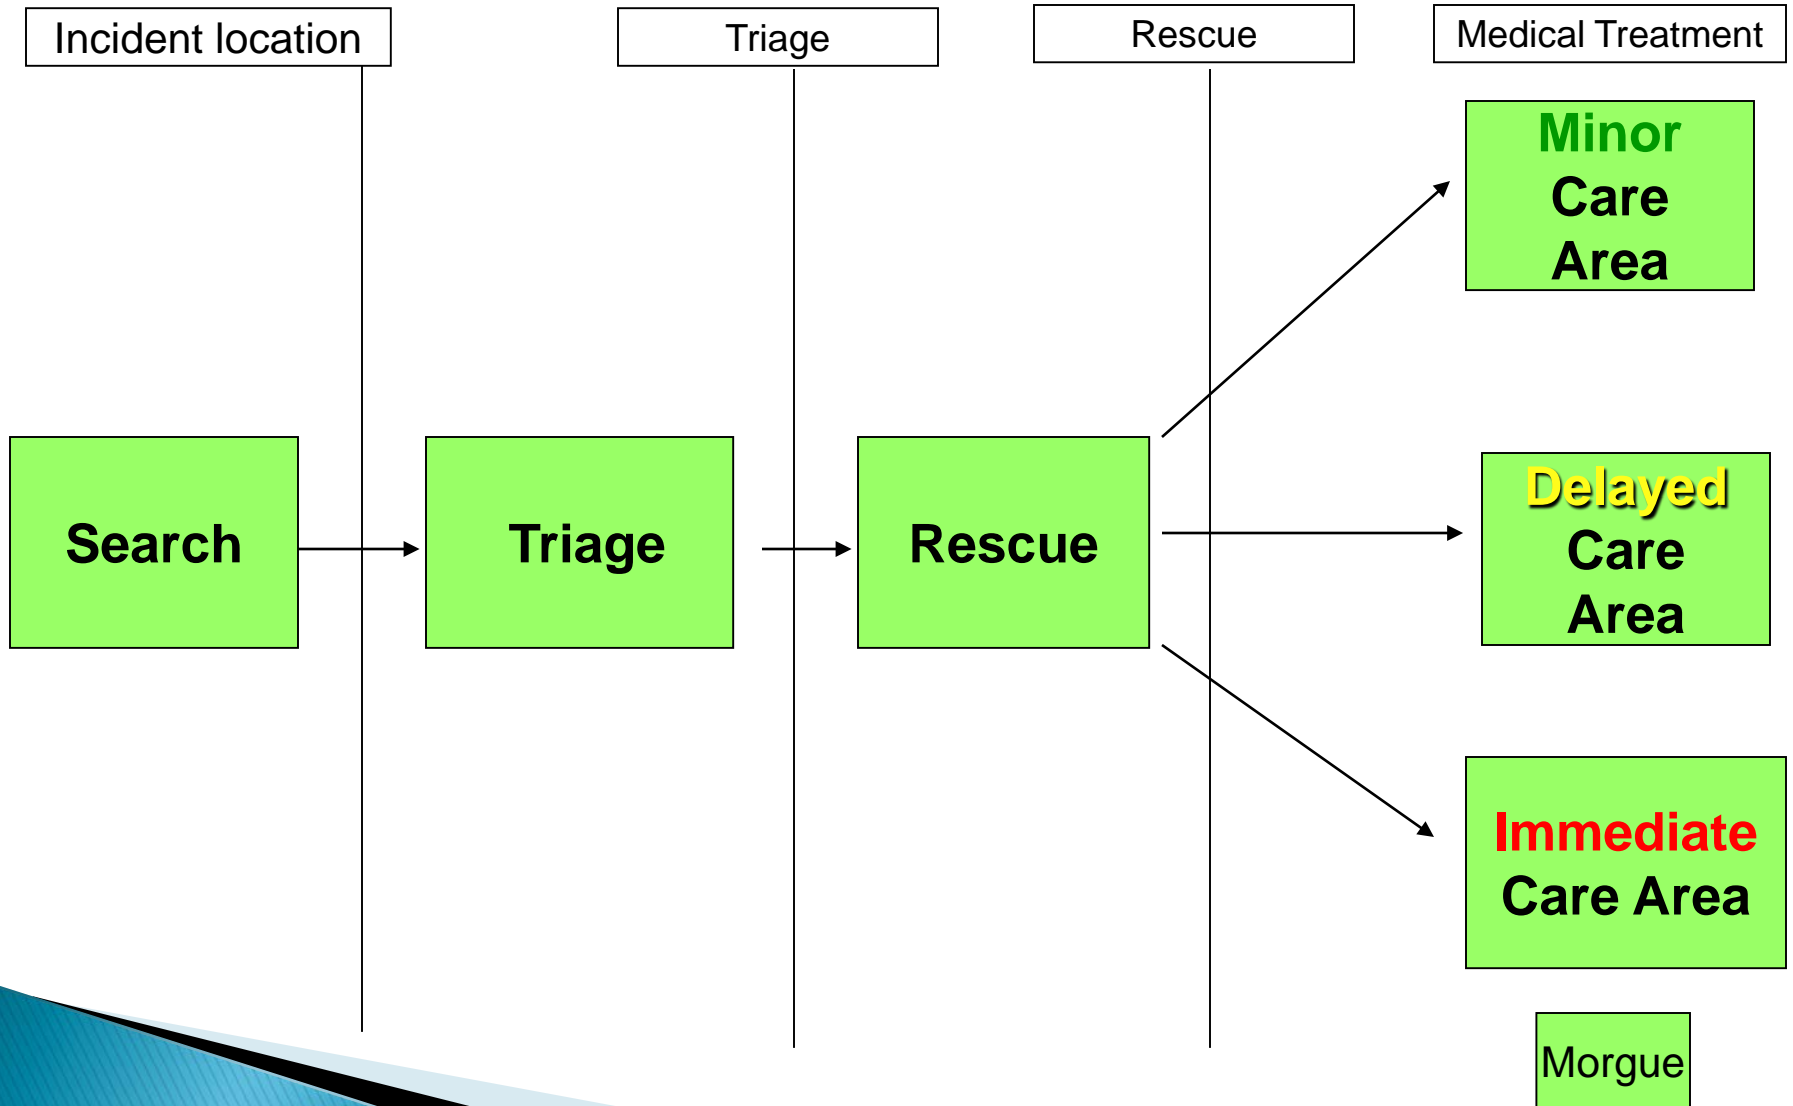 Incident location
Triage
Rescue
Medical Treatment
Minor
Care
Area
Search
Triage
Rescue
Delayed
Care
Area
Immediate
Care Area
Morgue